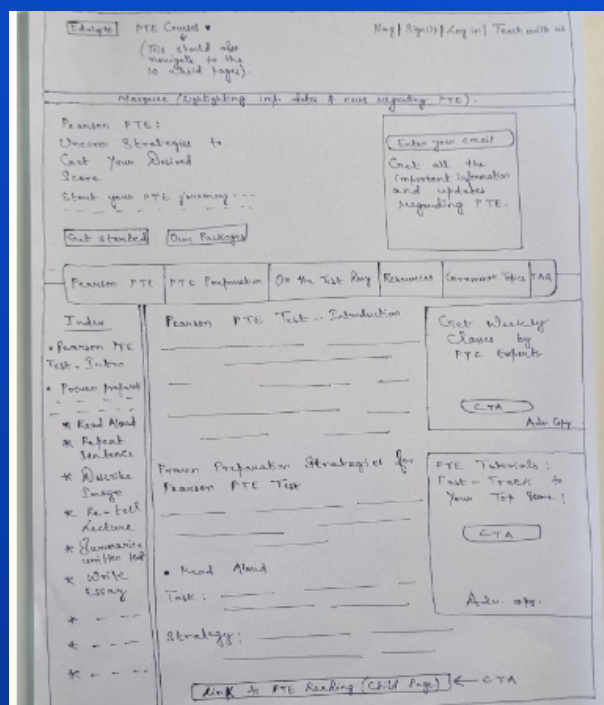 PTE Courses
Nav | SignUp | Log in | Teach with us
(This should also
navigate to the
10 child pages).
Marquee (Lightlighting imp. dates & news regarding PTE).
Pearson PTE:
Uncover Strategies to
Get Your Desired
Score
Start your PTE journey ---
Get Started
Our Packages
Enter your email
Get all the
important information
and updates
regarding PTE.
Pearson PTE
PTE Preparation
On the Test Day
Resources
Grammar Topics
FAQ
Index
• Pearson PTE
Test - Intro
• Proven
* Read Aloud
* Repeat
Sentence
* Describe
Image
* Re-tell
Lecture
* Summarize
written text
* Write
Essay
* - - -
* - - -
* - - -
Pearson PTE Test - Introduction
Proven Preparation Strategies for
Pearson PTE Test
• Read Aloud
Task:
Strategy:
Link to PTE Reading (Child Page)
← CTA
Get Weekly
Classes by
PTE Experts
CTA
Adv. Copy
PTE Tutorials:
Fast-Track to
Your Top Score!
CTA
Adv.